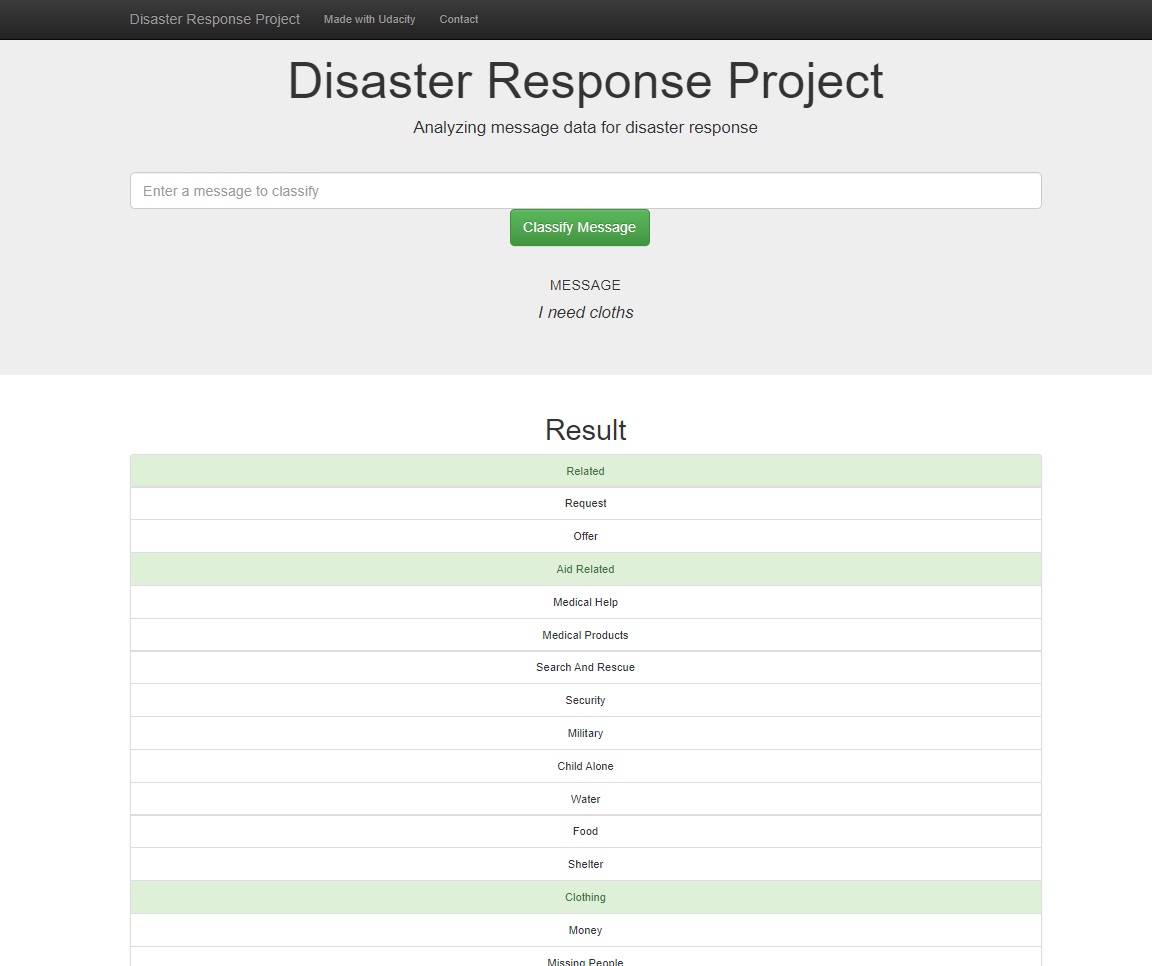 Disaster Response Project Made with Udacity Contact
Disaster Response Project
Analyzing message data for disaster response
Enter a message to classify
Classify Message
MESSAGE
I need cloths
Result
Related
Request
Offer
Aid Related
Medical Help
Medical Products
Search And Rescue
Security
Military
Child Alone
Water
Food
Shelter
Clothing
Money
Missing People